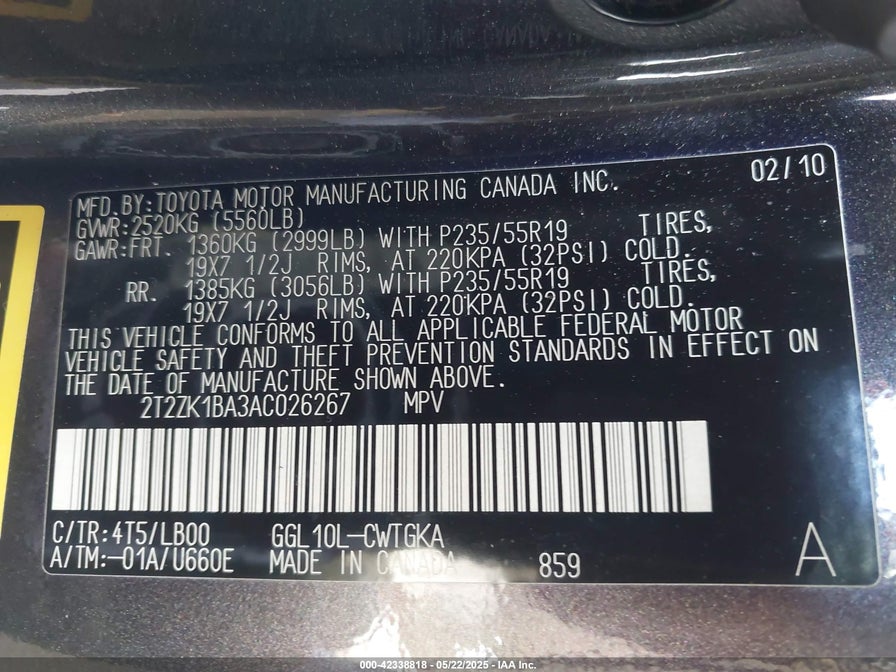 02/10
MFD.BY:TOYOTA MOTOR MANUFACTURING CANADA INC.
GVWR:2520KG (5560LB)
GAWR:FRT. 1360KG (2999LB) WITH P235/55R19 TIRES,
19X7 1/2J RIMS, AT 220KPA (32PSI) COLD.
RR. 1385KG (3056LB) WITH P235/55R19 TIRES,
19X7 1/2J RIMS, AT 220KPA (32PSI) COLD.
THIS VEHICLE CONFORMS TO ALL APPLICABLE FEDERAL MOTOR
VEHICLE SAFETY AND THEFT PREVENTION STANDARDS IN EFFECT ON
THE DATE OF MANUFACTURE SHOWN ABOVE.
2T2ZK1BA3AC026267 MPV
C/TR:4T5/LB00 GGL10L-CWTGKA
A/TM:-01A/U660E MADE IN CANADA 859 A
000-42338818 - 05/22/2025 - IAA Inc.